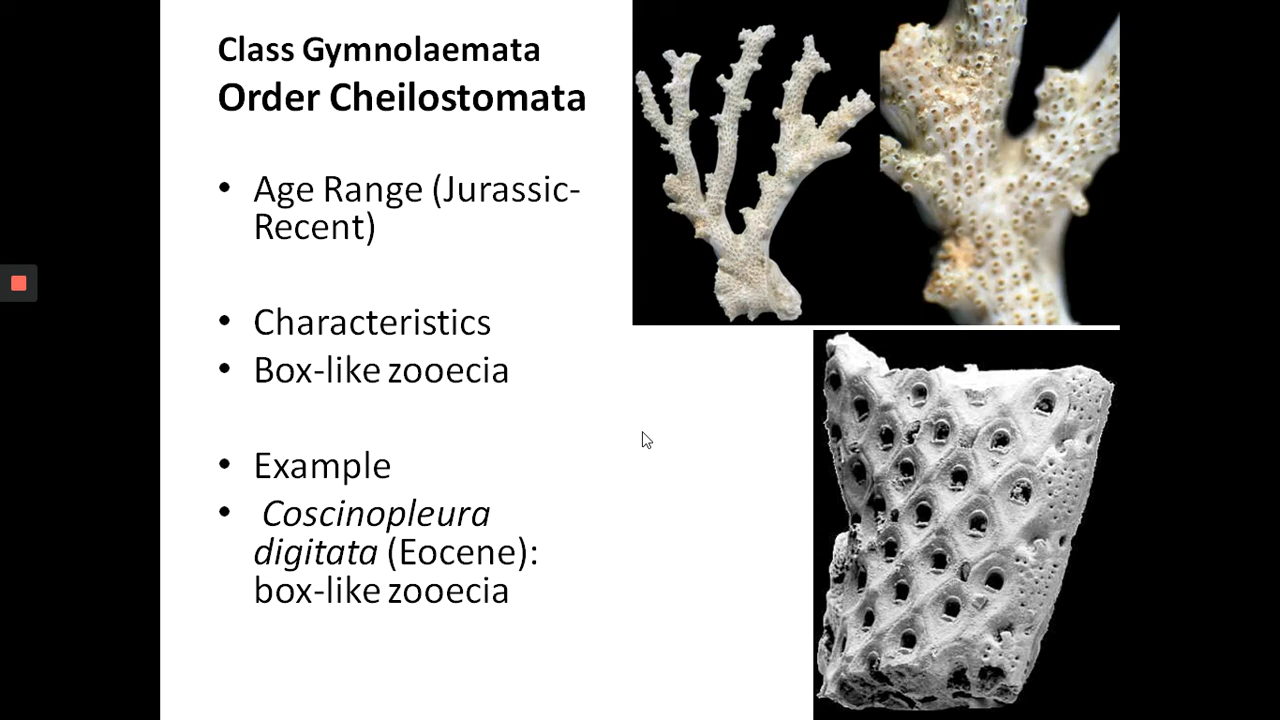 Class Gymnolaemata
Order Cheilostomata
• Age Range (Jurassic-
Recent)
• Characteristics
• Box-like zooecia
• Example
• Coscinopleura
digitata (Eocene):
box-like zooecia